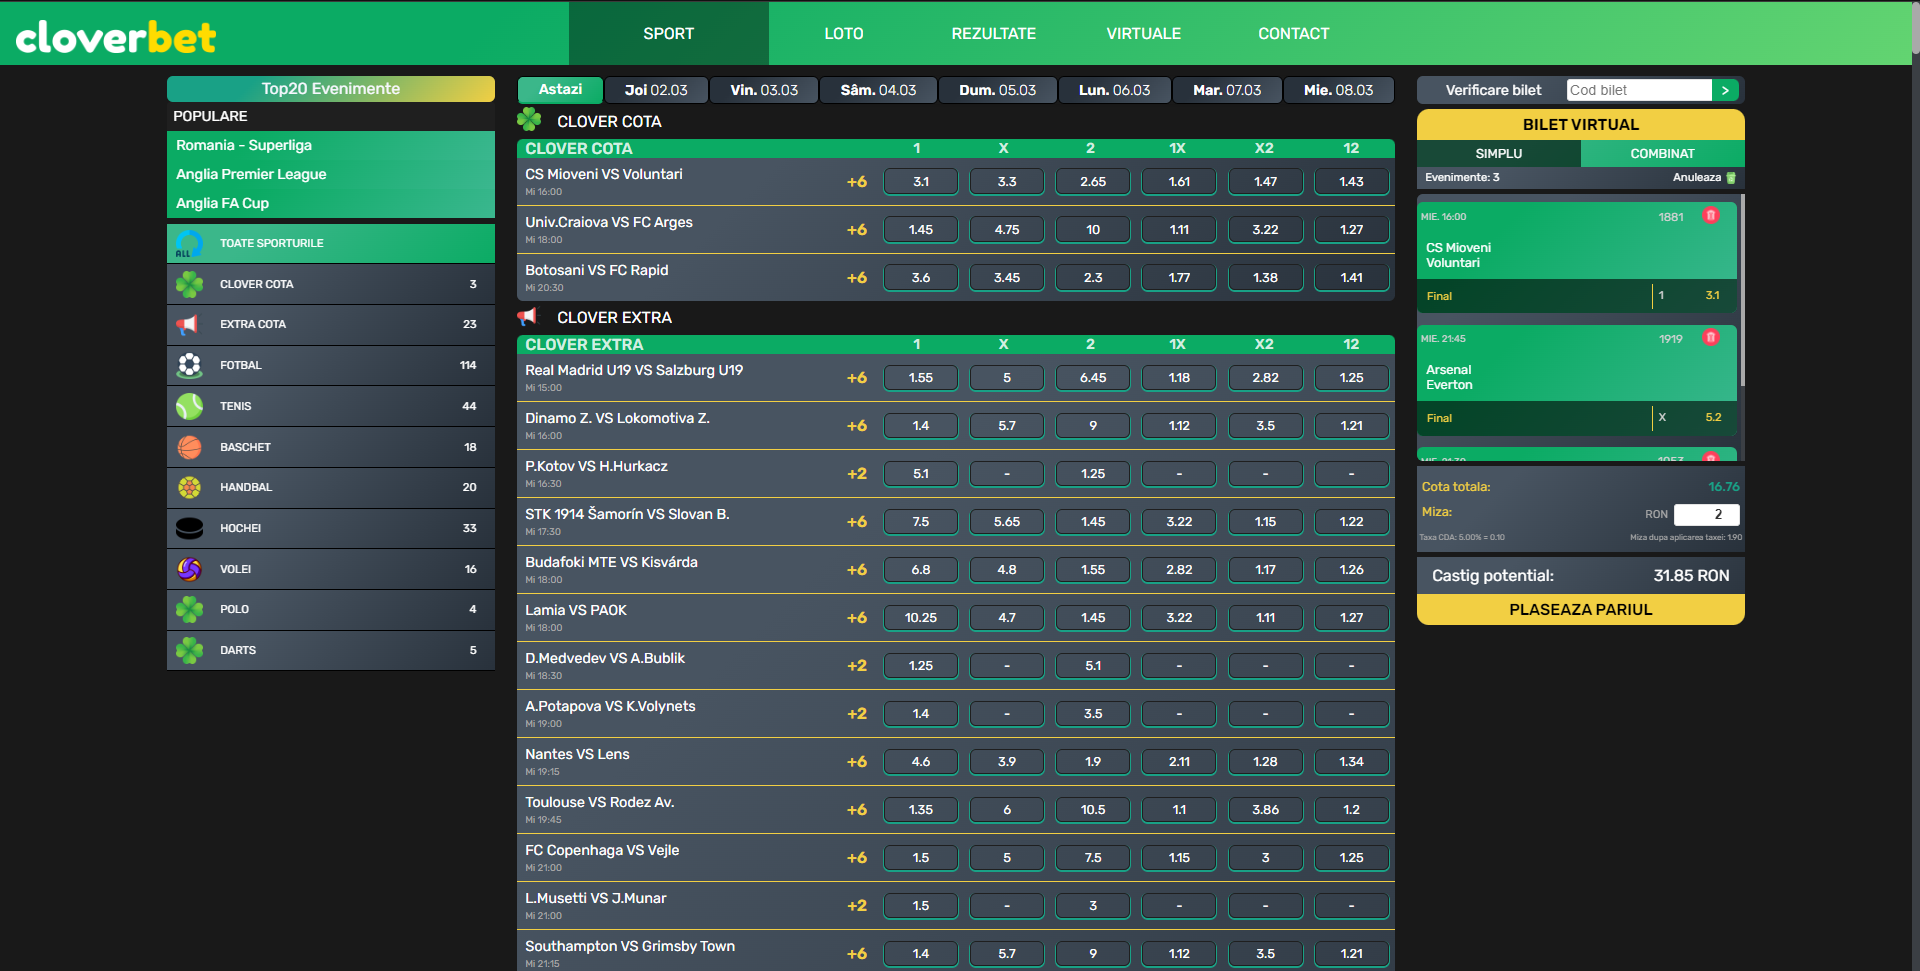 cloverbet
SPORT LOTO REZULTATE VIRTUALE CONTACT
Top20 Evenimente
POPULARE
Romania - Superliga
Anglia Premier League
Anglia FA Cup
ALL TOATE SPORTURILE
CLOVER COTA 3
EXTRA COTA 23
FOTBAL 114
TENIS 44
BASCHET 18
HANDBAL 20
HOCHEI 33
VOLEI 16
POLO 4
DARTS 5
Astazi Joi 02.03 Vin. 03.03 Sâm. 04.03 Dum. 05.03 Lun. 06.03 Mar. 07.03 Mie. 08.03
CLOVER COTA
CLOVER COTA 1 X 2 1X X2 12
CS Mioveni VS Voluntari
Mi 16:00
+6 3.1 3.3 2.65 1.61 1.47 1.43
Univ.Craiova VS FC Arges
Mi 18:00
+6 1.45 4.75 10 1.11 3.22 1.27
Botosani VS FC Rapid
Mi 20:30
+6 3.6 3.45 2.3 1.77 1.38 1.41
CLOVER EXTRA
CLOVER EXTRA 1 X 2 1X X2 12
Real Madrid U19 VS Salzburg U19
Mi 15:00
+6 1.55 5 6.45 1.18 2.82 1.25
Dinamo Z. VS Lokomotiva Z.
Mi 16:00
+6 1.4 5.7 9 1.12 3.5 1.21
P.Kotov VS H.Hurkacz
Mi 16:30
+2 5.1 - 1.25 - - -
STK 1914 Šamorín VS Slovan B.
Mi 17:30
+6 7.5 5.65 1.45 3.22 1.15 1.22
Budafoki MTE VS Kisvárda
Mi 18:00
+6 6.8 4.8 1.55 2.82 1.17 1.26
Lamia VS PAOK
Mi 18:00
+6 10.25 4.7 1.45 3.22 1.11 1.27
D.Medvedev VS A.Bublik
Mi 18:30
+2 1.25 - 5.1 - - -
A.Potapova VS K.Volynets
Mi 19:00
+2 1.4 - 3.5 - - -
Nantes VS Lens
Mi 19:15
+6 4.6 3.9 1.9 2.11 1.28 1.34
Toulouse VS Rodez Av.
Mi 19:45
+6 1.35 6 10.5 1.1 3.86 1.2
FC Copenhaga VS Vejle
Mi 21:00
+6 1.5 5 7.5 1.15 3 1.25
L.Musetti VS J.Munar
Mi 21:00
+2 1.5 - 3 - - -
Southampton VS Grimsby Town
Mi 21:15
+6 1.4 5.7 9 1.12 3.5 1.21
Verificare bilet Cod bilet >
BILET VIRTUAL
SIMPLU COMBINAT
Evenimente: 3 Anuleaza
MIE. 16:00 1881
CS Mioveni
Voluntari
Final 1 3.1
MIE. 21:45 1919
Arsenal
Everton
Final X 5.2
Cota totala: 16.76
Miza: RON 2
Taxa CDA: 5.00% = 0.10 Miza dupa aplicarea taxei: 1.90
Castig potential: 31.85 RON
PLASEAZA PARIUL